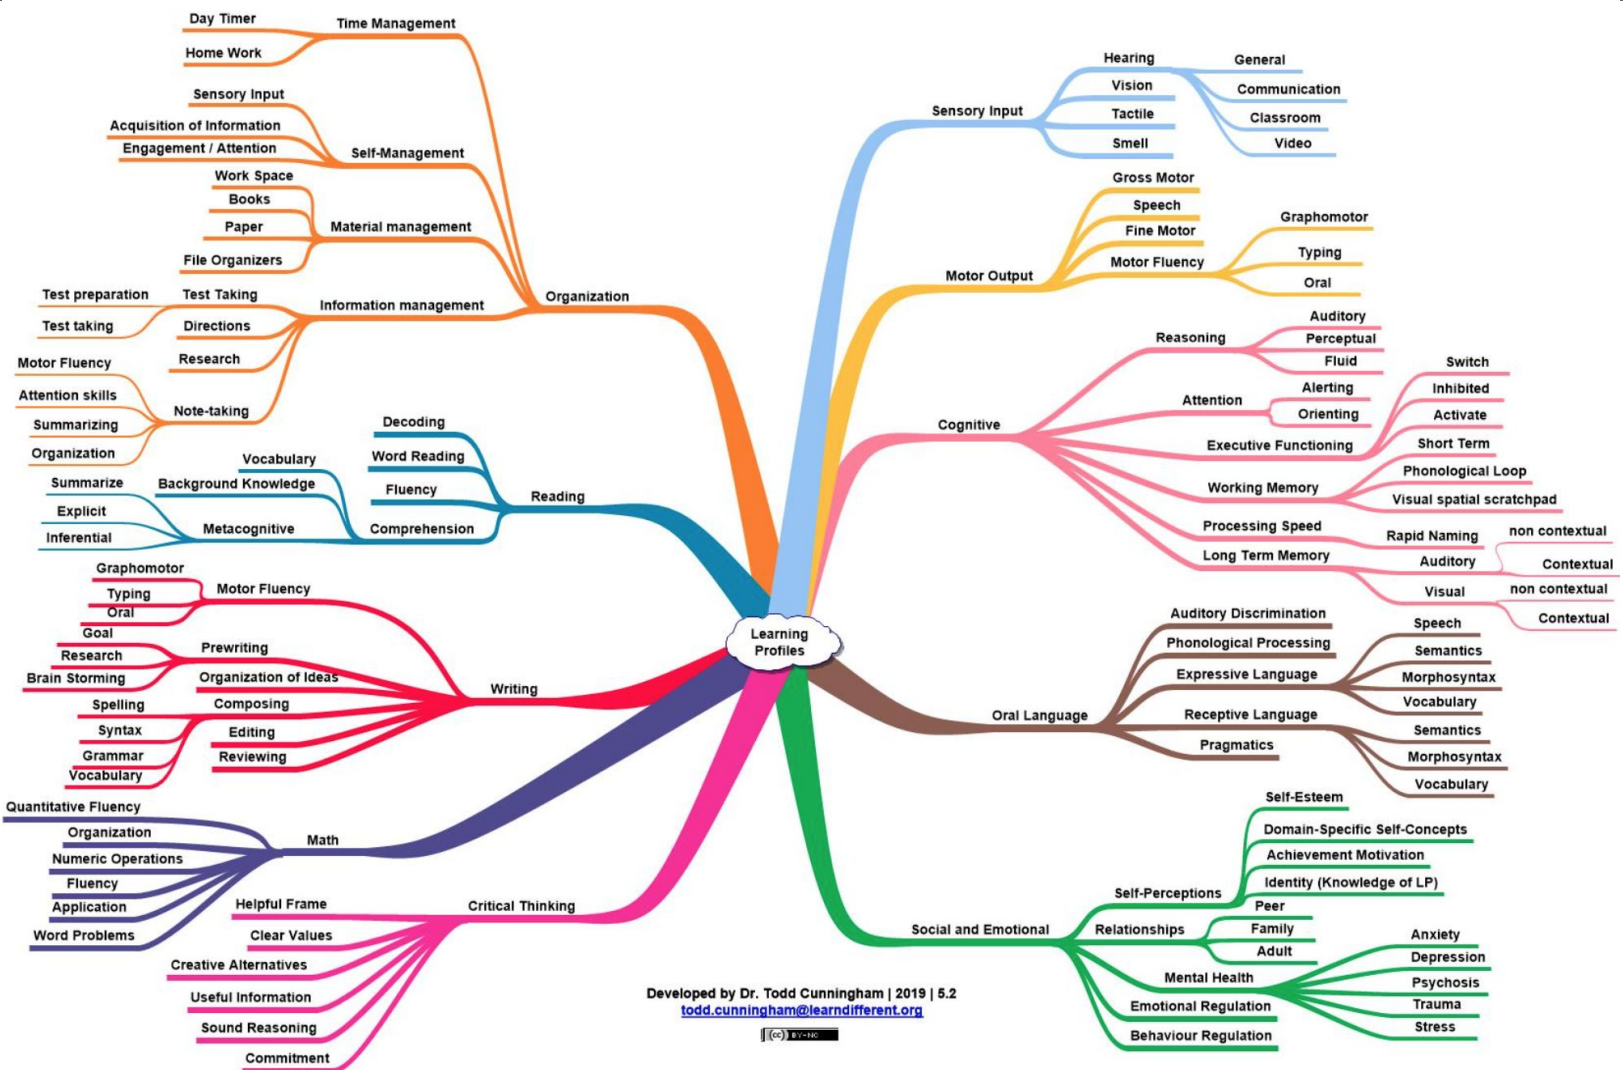 Learning
Profiles
Organization
Time Management
Day Timer
Home Work
Self-Management
Sensory Input
Acquisition of Information
Engagement / Attention
Material management
Work Space
Books
Paper
File Organizers
Information management
Test Taking
Test preparation
Test taking
Directions
Research
Note-taking
Motor Fluency
Attention skills
Summarizing
Organization
Reading
Decoding
Word Reading
Fluency
Comprehension
Vocabulary
Background Knowledge
Metacognitive
Summarize
Explicit
Inferential
Writing
Motor Fluency
Graphomotor
Typing
Oral
Prewriting
Goal
Research
Brain Storming
Organization of Ideas
Composing
Spelling
Syntax
Grammar
Vocabulary
Editing
Reviewing
Math
Quantitative Fluency
Organization
Numeric Operations
Fluency
Application
Word Problems
Critical Thinking
Helpful Frame
Clear Values
Creative Alternatives
Useful Information
Sound Reasoning
Commitment
Sensory Input
Hearing
General
Communication
Classroom
Video
Vision
Tactile
Smell
Motor Output
Gross Motor
Speech
Fine Motor
Motor Fluency
Graphomotor
Typing
Oral
Cognitive
Reasoning
Auditory
Perceptual
Fluid
Attention
Alerting
Orienting
Executive Functioning
Switch
Inhibited
Activate
Working Memory
Short Term
Phonological Loop
Visual spatial scratchpad
Processing Speed
Rapid Naming
Long Term Memory
Auditory
non contextual
Contextual
Visual
non contextual
Contextual
Oral Language
Auditory Discrimination
Phonological Processing
Expressive Language
Speech
Semantics
Morphosyntax
Vocabulary
Receptive Language
Semantics
Morphosyntax
Vocabulary
Pragmatics
Social and Emotional
Self-Perceptions
Self-Esteem
Domain-Specific Self-Concepts
Achievement Motivation
Identity (Knowledge of LP)
Relationships
Peer
Family
Adult
Mental Health
Anxiety
Depression
Psychosis
Trauma
Stress
Emotional Regulation
Behaviour Regulation
Developed by Dr. Todd Cunningham | 2019 | 5.2
todd.cunningham@learndifferent.org
(cc) BY-NC